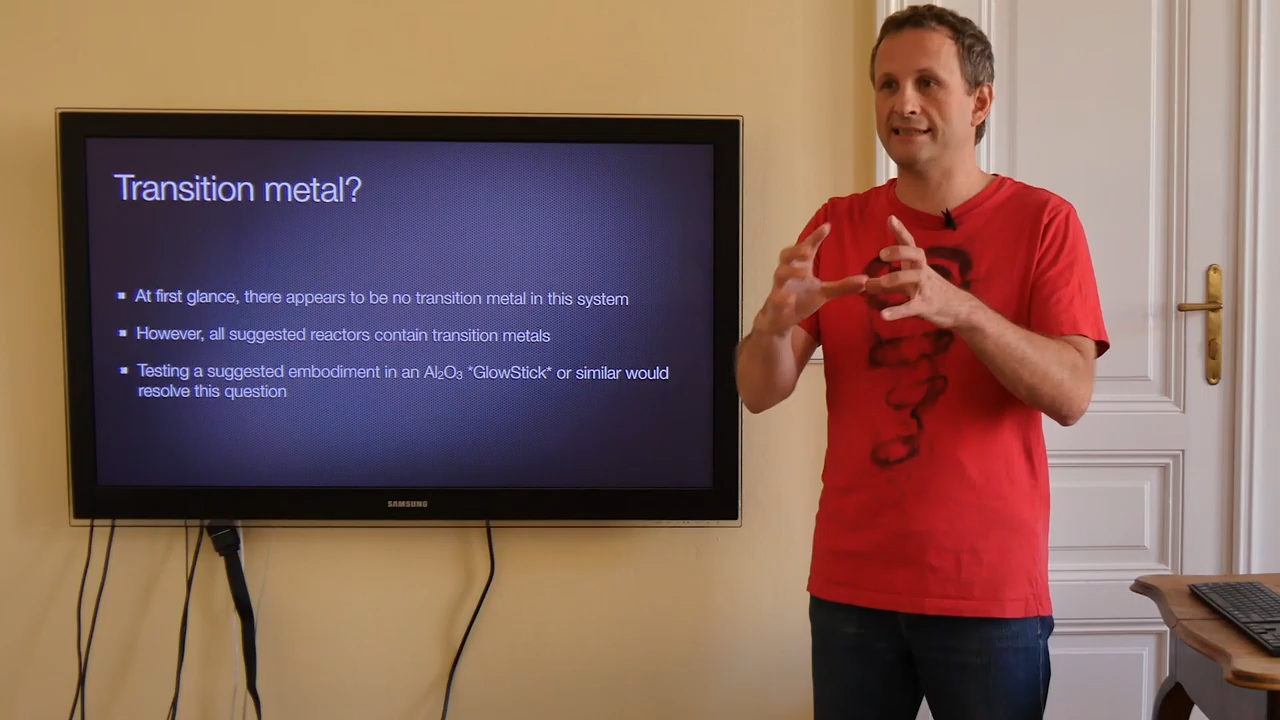 Transition metal?
▪ At first glance, there appears to be no transition metal in this system
▪ However, all suggested reactors contain transition metals
▪ Testing a suggested embodiment in an Al₂O₃ *GlowStick* or similar would
resolve this question
SAMSUNG